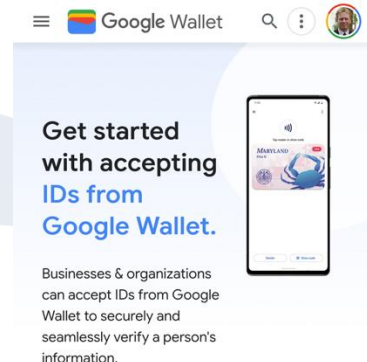 Google Wallet
Get started
with accepting
IDs from
Google Wallet.
Businesses & organizations
can accept IDs from Google
Wallet to securely and
seamlessly verify a person's
information.
MARYLAND